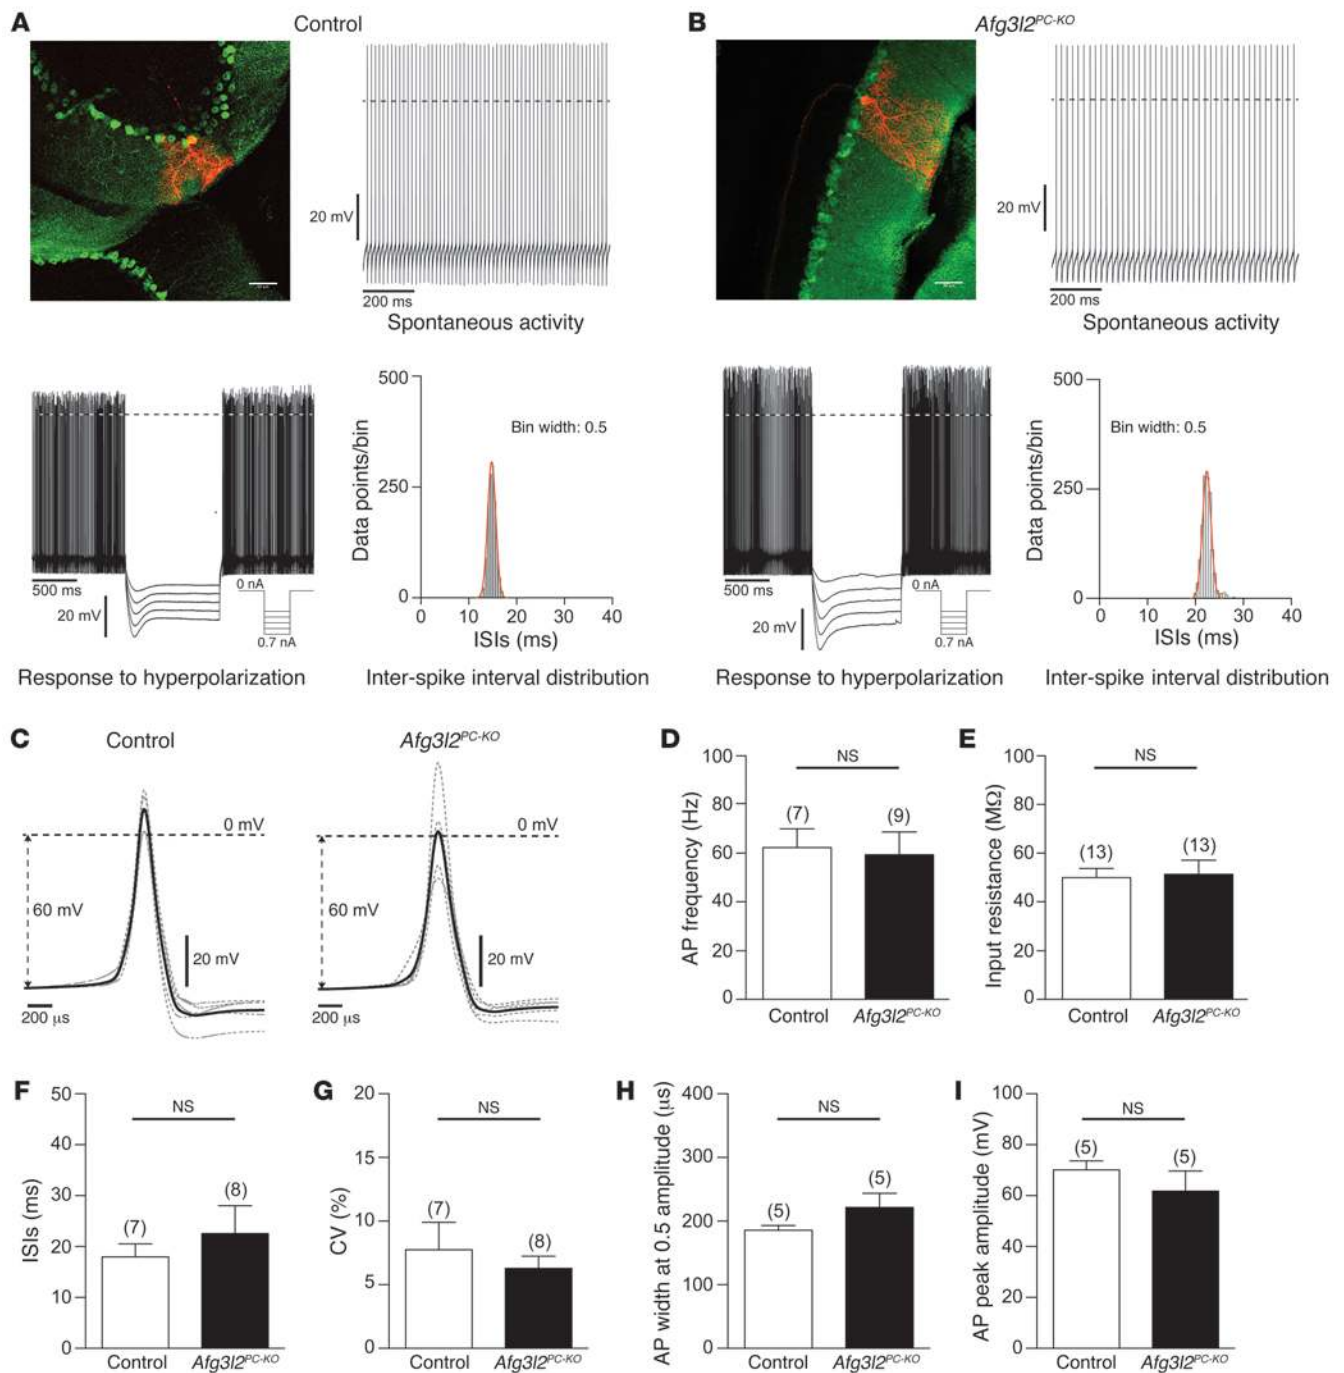 A
Control
20 mV
200 ms
Spontaneous activity
500 ms
20 mV
0 nA
0.7 nA
Response to hyperpolarization
Data points/bin
500
250
0
Bin width: 0.5
0 10 20 30 40
ISIs (ms)
Inter-spike interval distribution
B
Afg3l2PC-KO
20 mV
200 ms
Spontaneous activity
500 ms
20 mV
0 nA
0.7 nA
Response to hyperpolarization
Data points/bin
500
250
0
Bin width: 0.5
0 10 20 30 40
ISIs (ms)
Inter-spike interval distribution
C
Control
0 mV
60 mV
20 mV
200 µs
Afg3l2PC-KO
0 mV
60 mV
20 mV
200 µs
D
AP frequency (Hz)
100
80
60
40
20
0
NS
(7) (9)
Control Afg3l2PC-KO
E
Input resistance (MΩ)
100
80
60
40
20
0
NS
(13) (13)
Control Afg3l2PC-KO
F
ISIs (ms)
50
40
30
20
10
0
NS
(7) (8)
Control Afg3l2PC-KO
G
CV (%)
20
15
10
5
0
NS
(7) (8)
Control Afg3l2PC-KO
H
AP width at 0.5 amplitude (µs)
400
300
200
100
0
NS
(5) (5)
Control Afg3l2PC-KO
I
AP peak amplitude (mV)
100
80
60
40
20
0
NS
(5) (5)
Control Afg3l2PC-KO